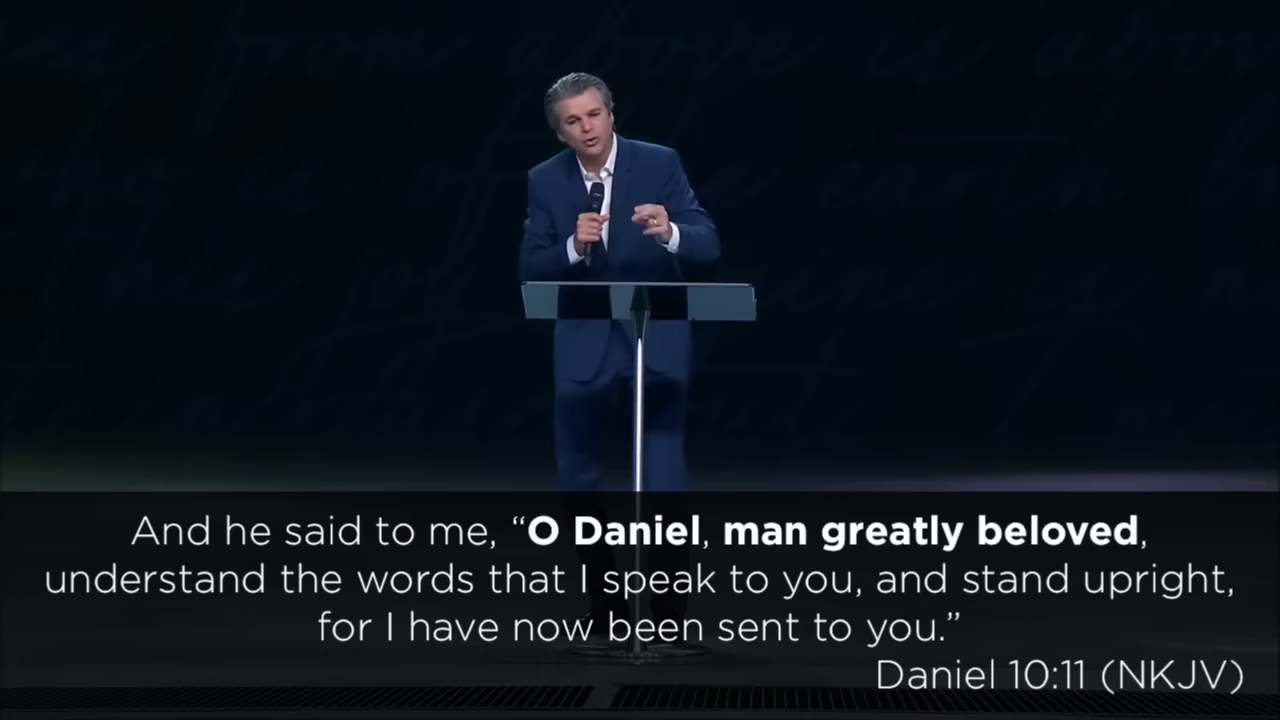 And he said to me, “O Daniel, man greatly beloved,
understand the words that I speak to you, and stand upright,
for I have now been sent to you.”
Daniel 10:11 (NKJV)